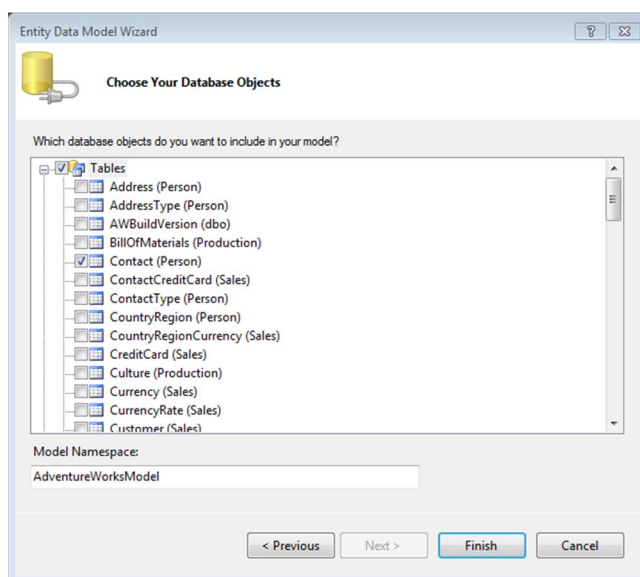 Entity Data Model Wizard
Choose Your Database Objects
Which database objects do you want to include in your model?
Tables
Address (Person)
AddressType (Person)
AWBuildVersion (dbo)
BillOfMaterials (Production)
Contact (Person)
ContactCreditCard (Sales)
ContactType (Person)
CountryRegion (Person)
CountryRegionCurrency (Sales)
CreditCard (Sales)
Culture (Production)
Currency (Sales)
CurrencyRate (Sales)
Customer (Sales)
Model Namespace:
AdventureWorksModel
< Previous Next > Finish Cancel